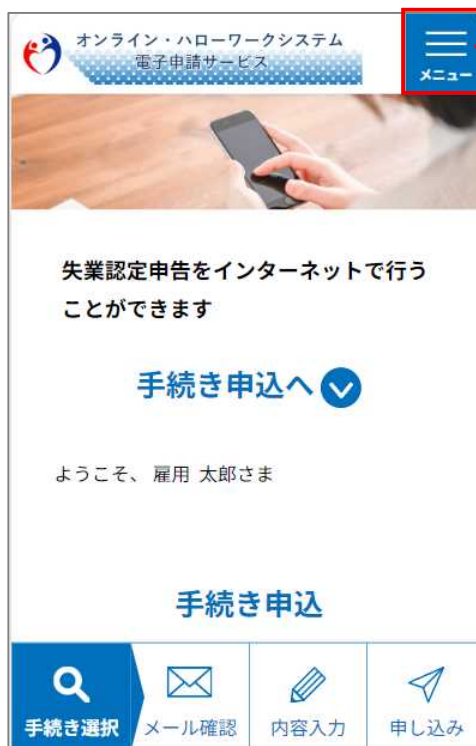 オンライン・ハローワークシステム
電子申請サービス
メニュー
失業認定申告をインターネットで行う
ことができます
手続き申込へ
ようこそ、 雇用 太郎さま
手続き申込
手続き選択
メール確認
内容入力
申し込み